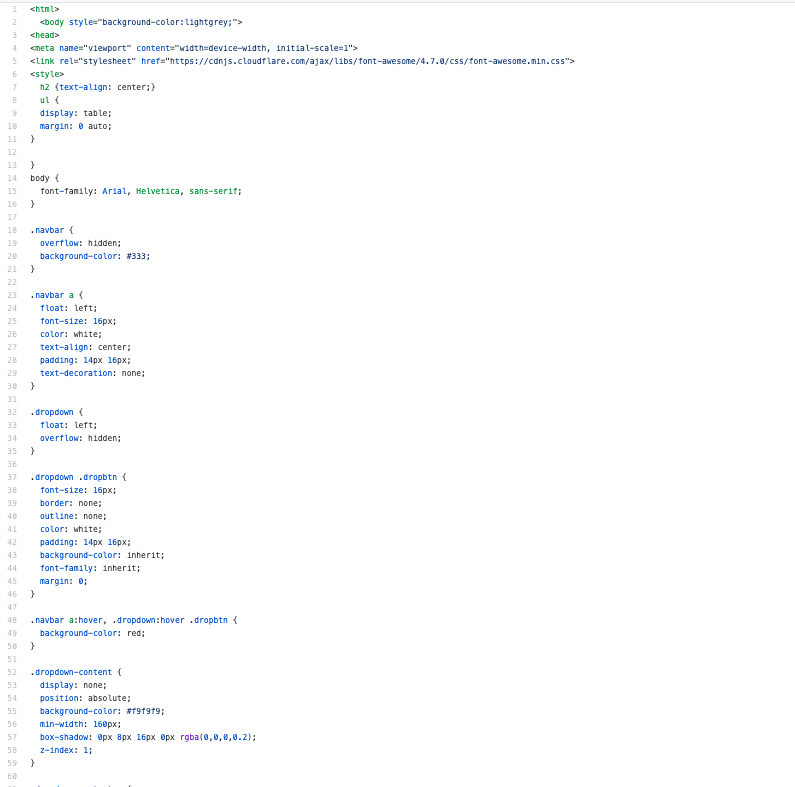 1 <html>
2 <body style="background-color:lightgrey;">
3 <head>
4 <meta name="viewport" content="width=device-width, initial-scale=1">
5 <link rel="stylesheet" href="https://cdnjs.cloudflare.com/ajax/libs/font-awesome/4.7.0/css/font-awesome.min.css">
6 <style>
7 h2 {text-align: center;}
8 ul {
9 display: table;
10 margin: 0 auto;
11 }
12
13 }
14 body {
15 font-family: Arial, Helvetica, sans-serif;
16 }
17
18 .navbar {
19 overflow: hidden;
20 background-color: #333;
21 }
22
23 .navbar a {
24 float: left;
25 font-size: 16px;
26 color: white;
27 text-align: center;
28 padding: 14px 16px;
29 text-decoration: none;
30 }
31
32 .dropdown {
33 float: left;
34 overflow: hidden;
35 }
36
37 .dropdown .dropbtn {
38 font-size: 16px;
39 border: none;
40 outline: none;
41 color: white;
42 padding: 14px 16px;
43 background-color: inherit;
44 font-family: inherit;
45 margin: 0;
46 }
47
48 .navbar a:hover, .dropdown:hover .dropbtn {
49 background-color: red;
50 }
51
52 .dropdown-content {
53 display: none;
54 position: absolute;
55 background-color: #f9f9f9;
56 min-width: 160px;
57 box-shadow: 0px 8px 16px 0px rgba(0,0,0,0.2);
58 z-index: 1;
59 }
60